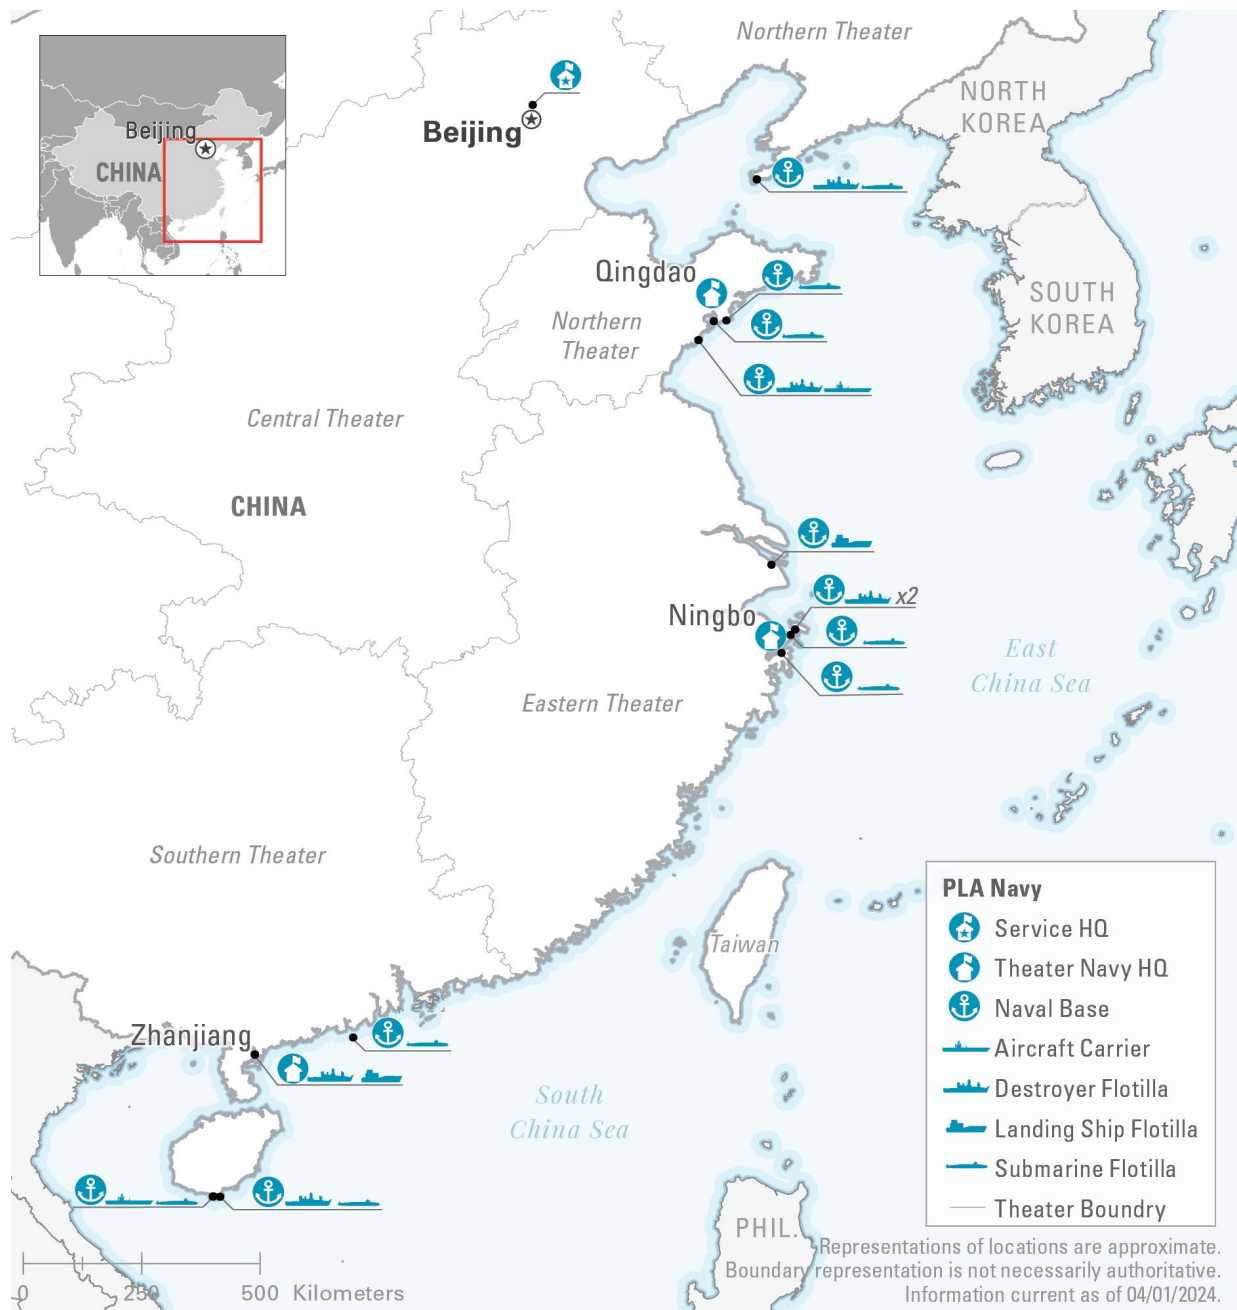 Northern Theater
NORTH
KOREA
Beijing
Beijing
CHINA
Qingdao
SOUTH
KOREA
Northern
Theater
Central Theater
CHINA
x2
Ningbo
East
China Sea
Eastern Theater
Southern Theater
Taiwan
Zhanjiang
South
China Sea
PHIL.
PLA Navy
Service HQ
Theater Navy HQ
Naval Base
Aircraft Carrier
Destroyer Flotilla
Landing Ship Flotilla
Submarine Flotilla
Theater Boundry
Representations of locations are approximate.
Boundary representation is not necessarily authoritative.
Information current as of 04/01/2024.
0 250 500 Kilometers